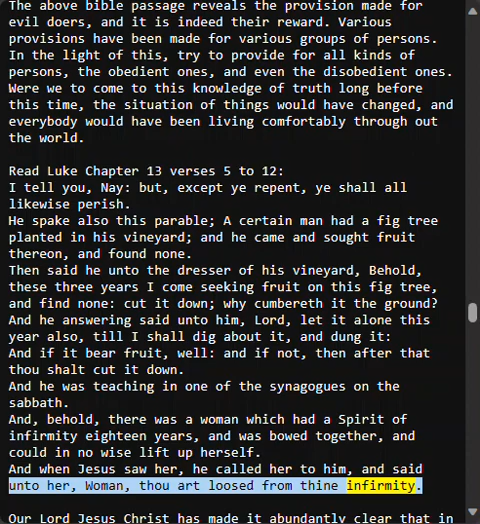 The above bible passage reveals the provision made for
evil doers, and it is indeed their reward. Various
provisions have been made for various groups of persons.
In the light of this, try to provide for all kinds of
persons, the obedient ones, and even the disobedient ones.
Were we to come to this knowledge of truth long before
this time, the situation of things would have changed, and
everybody would have been living comfortably through out
the world.

Read Luke Chapter 13 verses 5 to 12:
I tell you, Nay: but, except ye repent, ye shall all
likewise perish.
He spake also this parable; A certain man had a fig tree
planted in his vineyard; and he came and sought fruit
thereon, and found none.
Then said he unto the dresser of his vineyard, Behold,
these three years I come seeking fruit on this fig tree,
and find none: cut it down; why cumbereth it the ground?
And he answering said unto him, Lord, let it alone this
year also, till I shall dig about it, and dung it:
And if it bear fruit, well: and if not, then after that
thou shalt cut it down.
And he was teaching in one of the synagogues on the
sabbath.
And, behold, there was a woman which had a Spirit of
infirmity eighteen years, and was bowed together, and
could in no wise lift up herself.
And when Jesus saw her, he called her to him, and said
unto her, Woman, thou art loosed from thine infirmity.

Our Lord Jesus Christ has made it abundantly clear that in